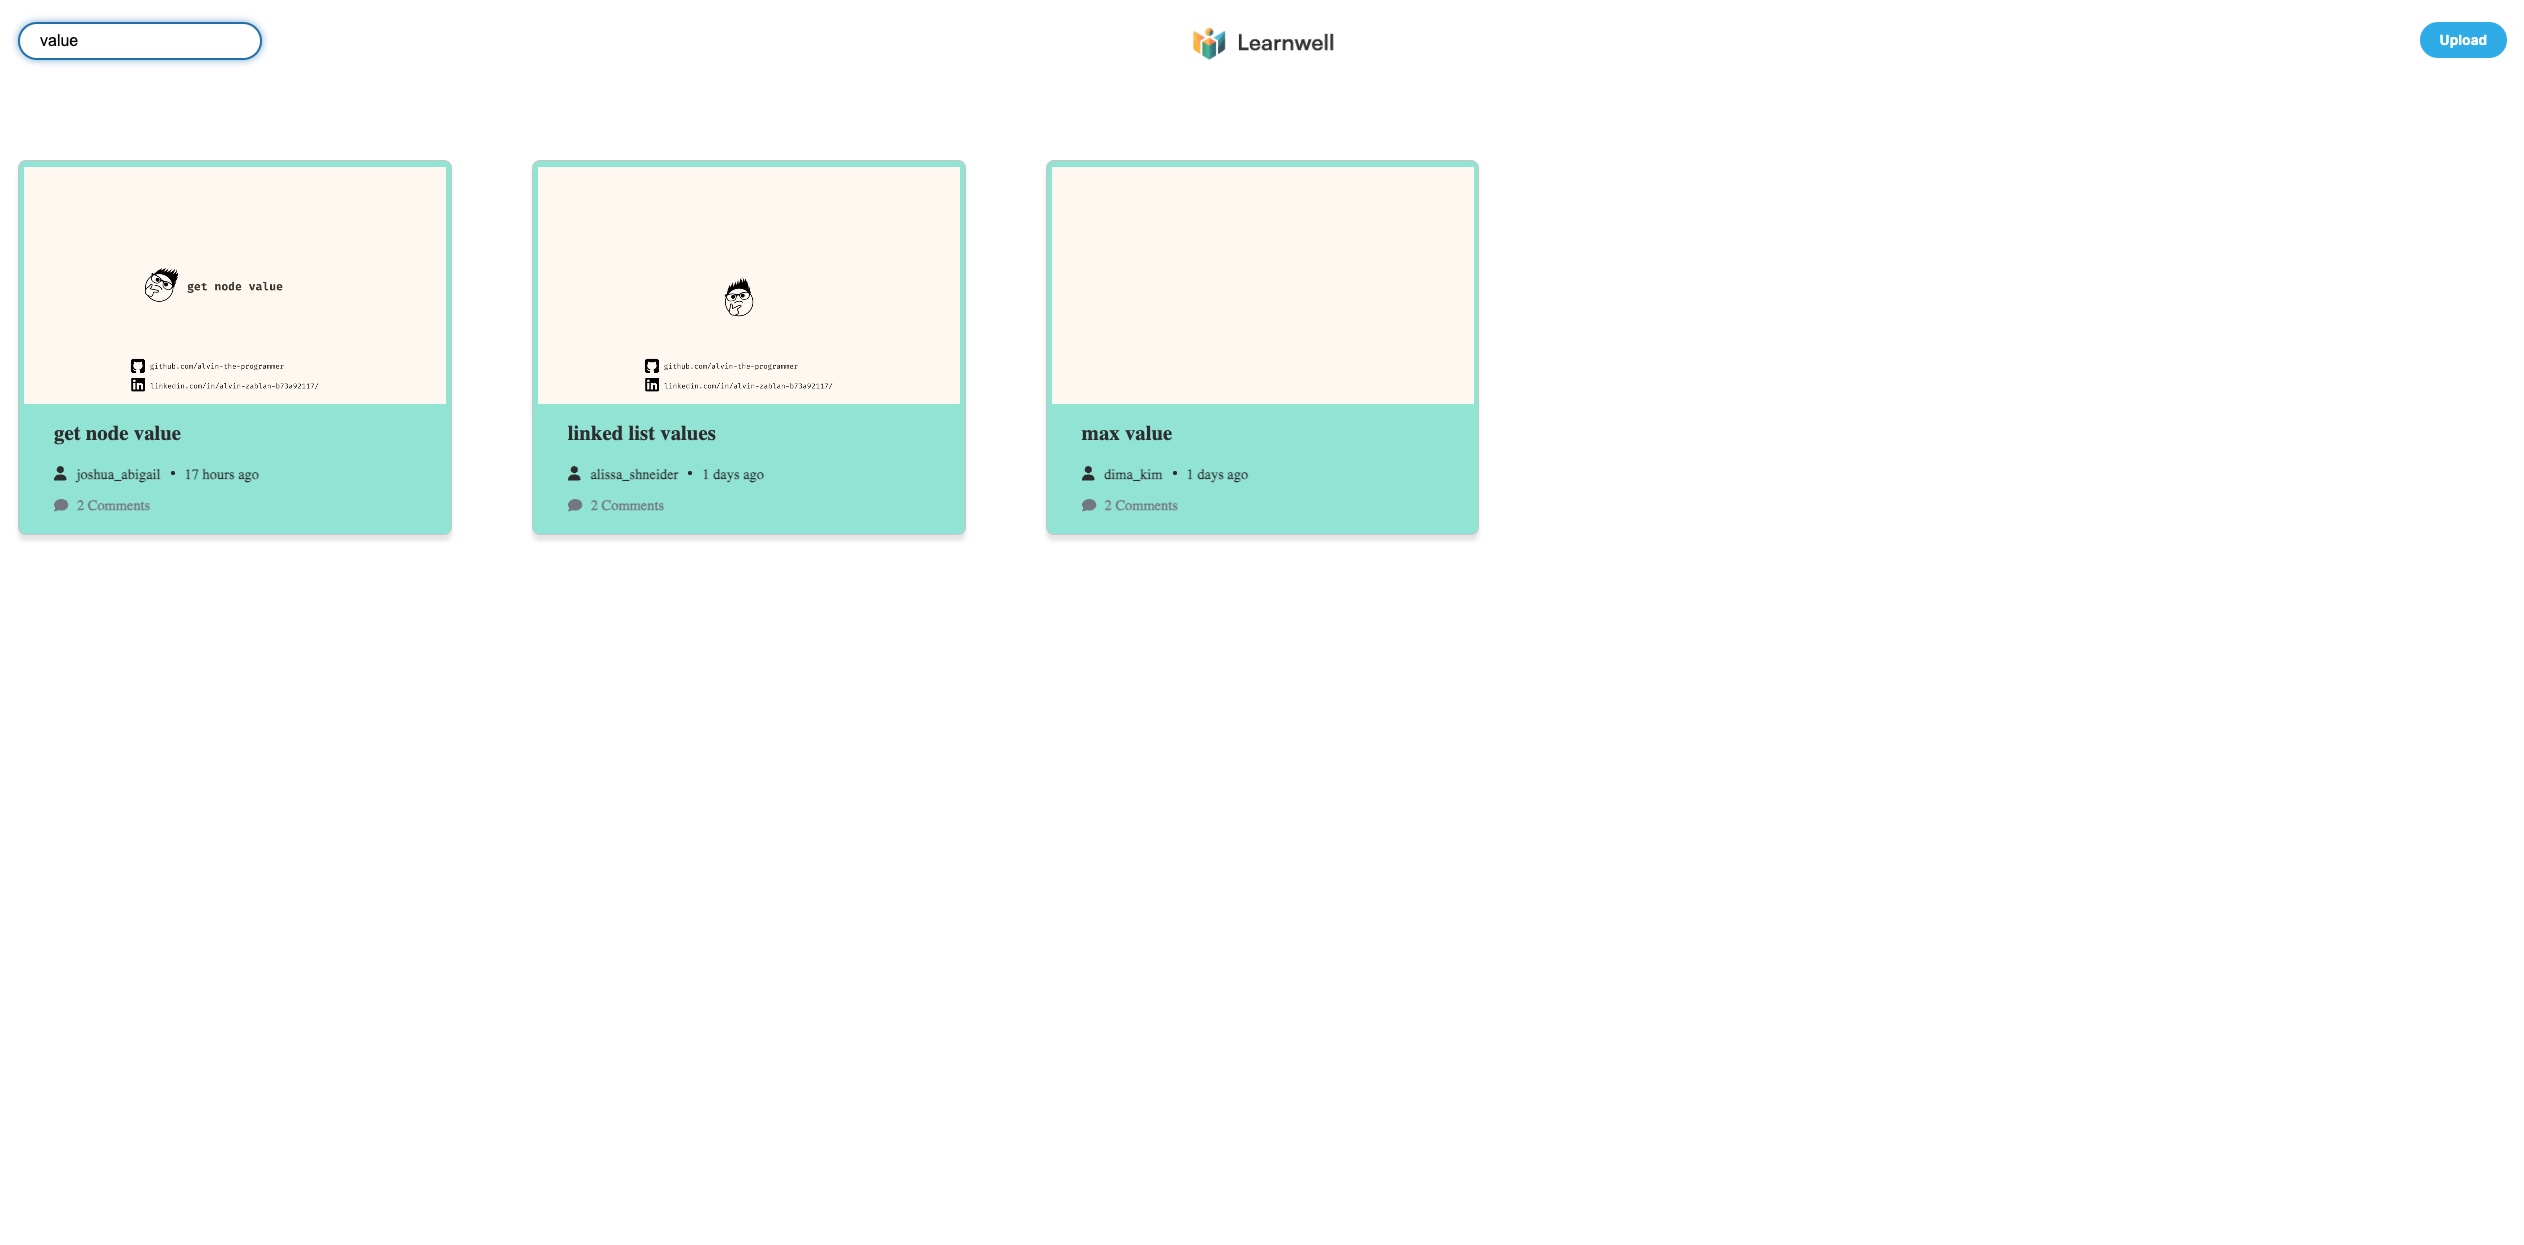 value
Learnwell
Upload
get node value
github.com/alvin-the-programmer
linkedin.com/in/alvin-zablan-b73a92117/
get node value
joshua_abigail • 17 hours ago
2 Comments
github.com/alvin-the-programmer
linkedin.com/in/alvin-zablan-b73a92117/
linked list values
alissa_shneider • 1 days ago
2 Comments
max value
dima_kim • 1 days ago
2 Comments